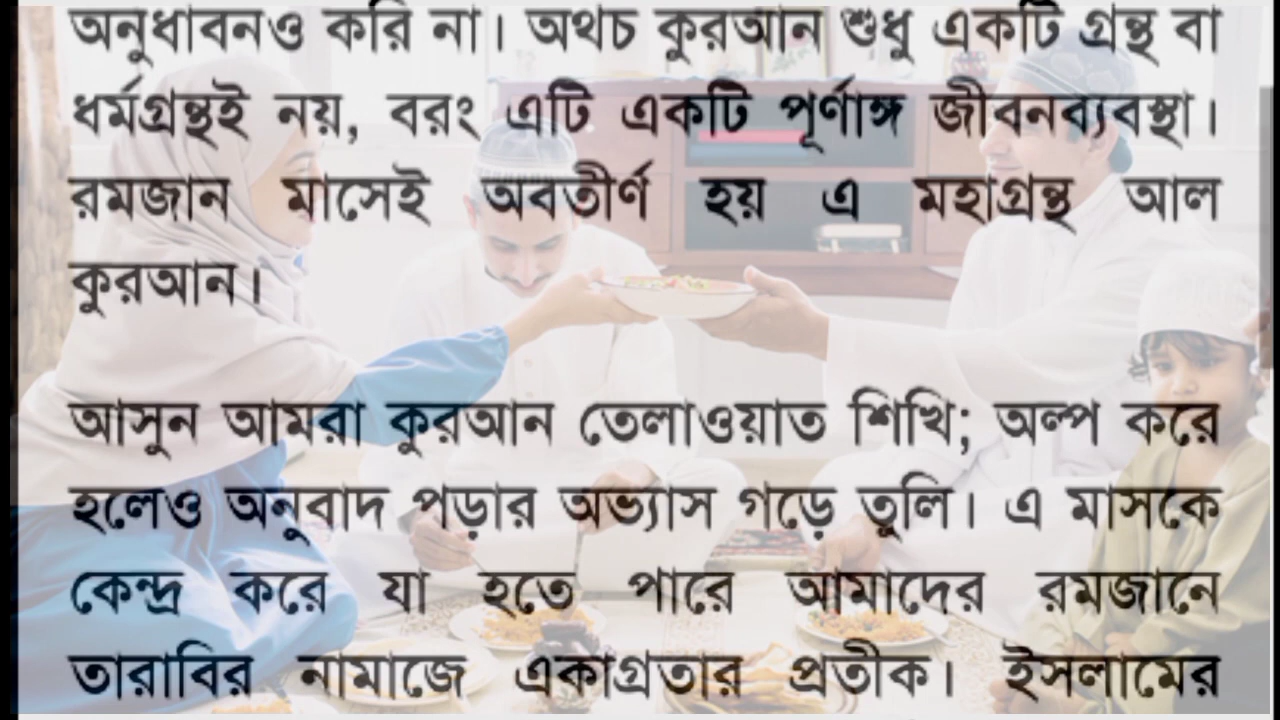 অনুধাবনও করি না। অথচ কুরআন শুধু একটি গ্রন্থ বা
ধর্মগ্রন্থই নয়, বরং এটি একটি পূর্ণাঙ্গ জীবনব্যবস্থা।
রমজান মাসেই অবতীর্ণ হয় এ মহাগ্রন্থ আল
কুরআন।
আসুন আমরা কুরআন তেলাওয়াত শিখি; অল্প করে
হলেও অনুবাদ পড়ার অভ্যাস গড়ে তুলি। এ মাসকে
কেন্দ্র করে যা হতে পারে আমাদের রমজানে
তারাবির নামাজে একাগ্রতার প্রতীক। ইসলামের